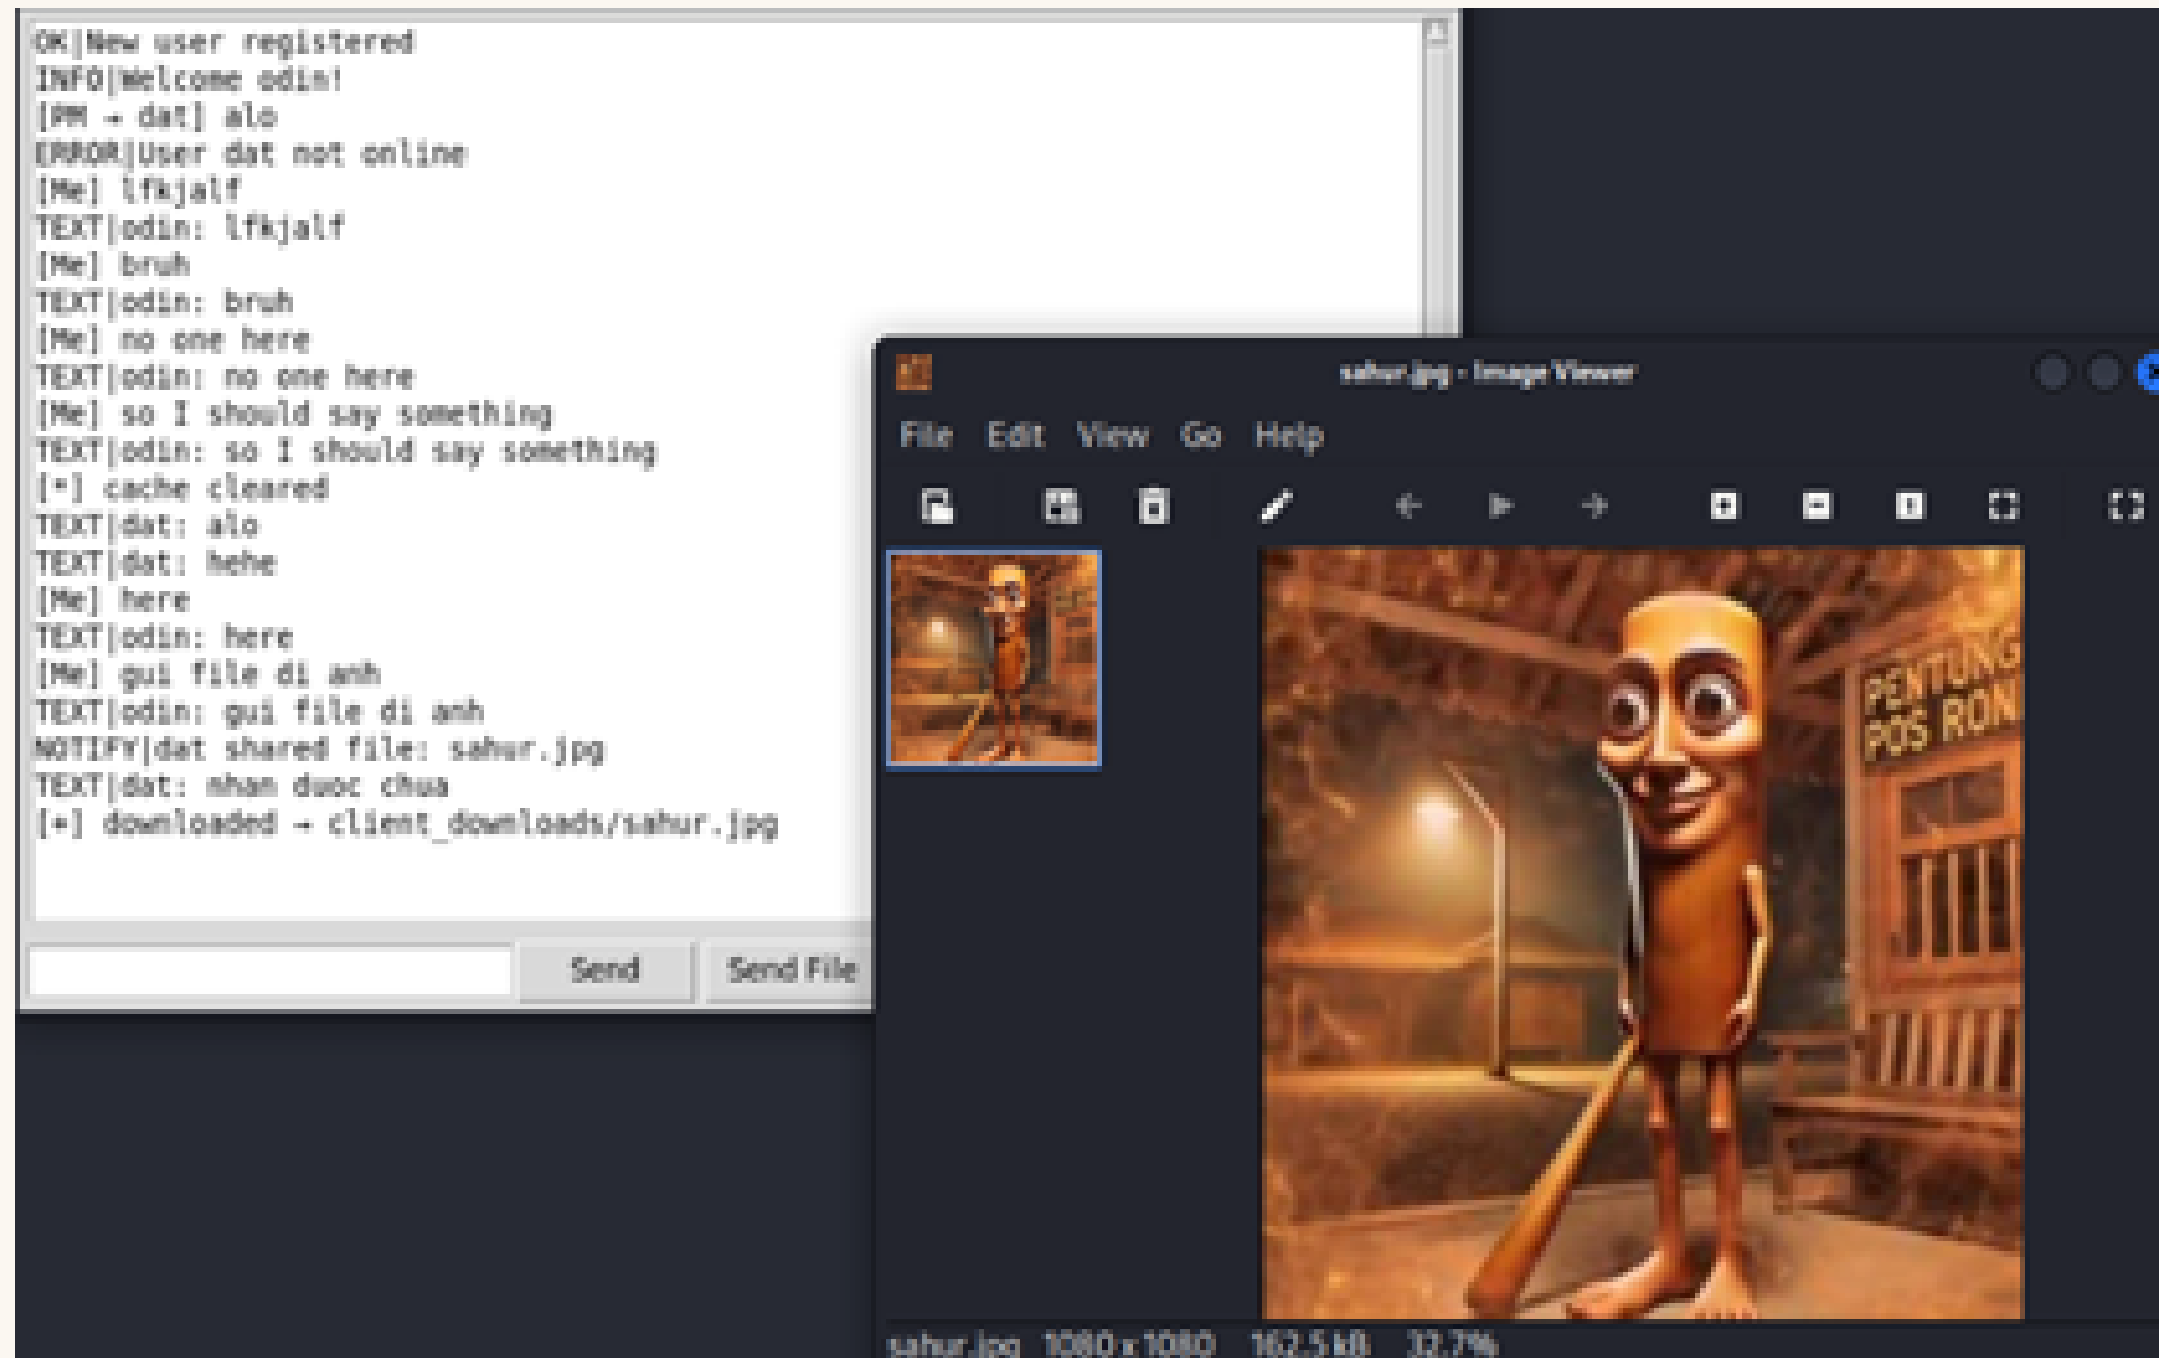 OK|New user registered
INFO|Welcome odin!
[PM → dat] alo
ERROR|User dat not online
[Me] lfkjalf
TEXT|odin: lfkjalf
[Me] bruh
TEXT|odin: bruh
[Me] no one here
TEXT|odin: no one here
[Me] so I should say something
TEXT|odin: so I should say something
[*] cache cleared
TEXT|dat: alo
TEXT|dat: hehe
[Me] here
TEXT|odin: here
[Me] gui file di anh
TEXT|odin: gui file di anh
NOTIFY|dat shared file: sahur.jpg
TEXT|dat: nhan duoc chua
[+] downloaded → client_downloads/sahur.jpg
Send
Send File
sahur.jpg - Image Viewer
File Edit View Go Help
PENTUNG
POS RON
sahur.jpg 1080 x 1080 162.5 kB 32.7%